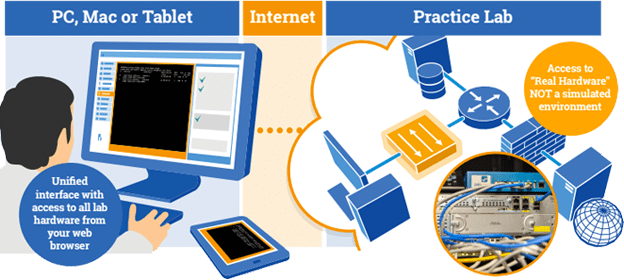 PC, Mac or Tablet
Internet
Practice Lab
Access to
“Real Hardware”
NOT a simulated
environment
Unified
interface with
access to all lab
hardware from
your web
browser